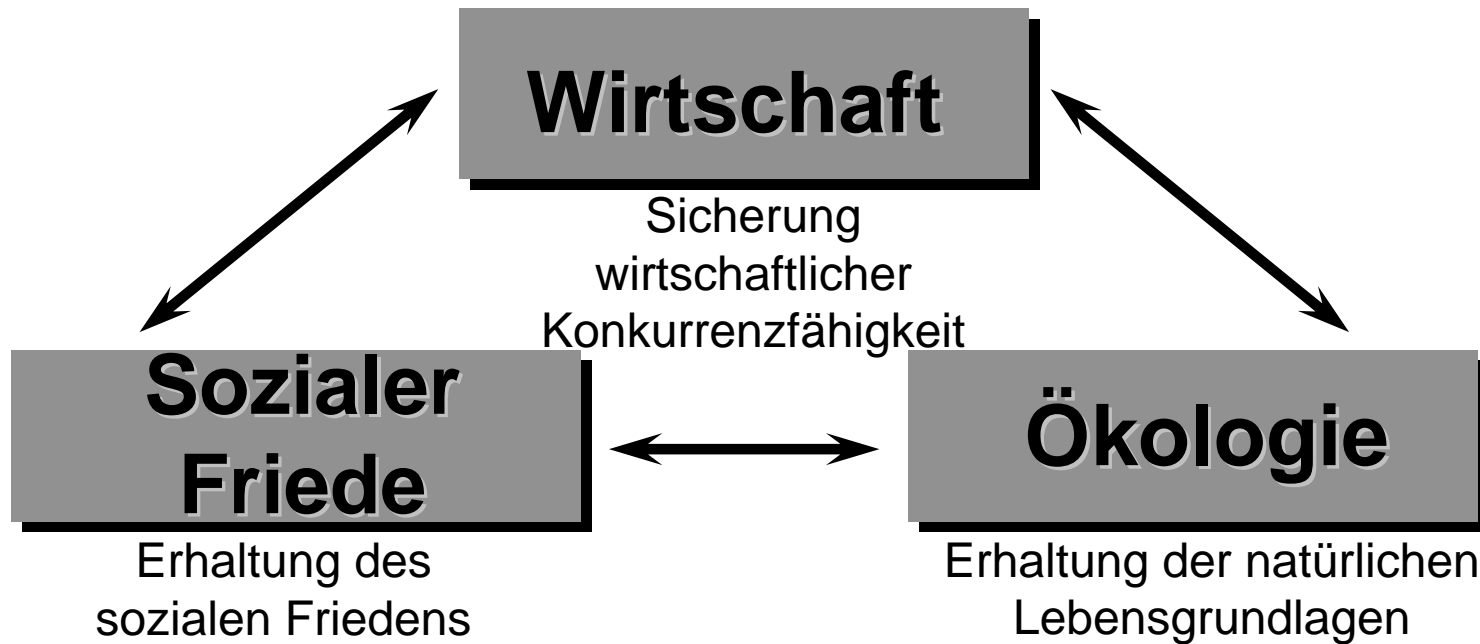 Wirtschaft
Sicherung
wirtschaftlicher
Konkurrenzfähigkeit
Sozialer
Friede
Erhaltung des
sozialen Friedens
Ökologie
Erhaltung der natürlichen
Lebensgrundlagen